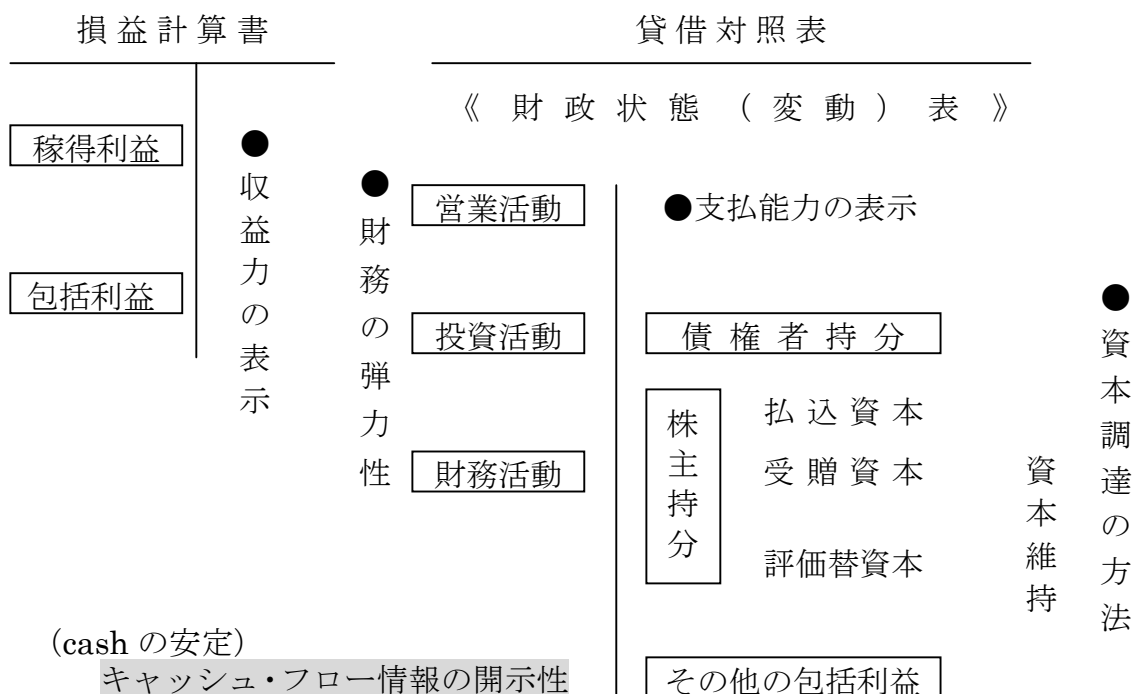 損益計算書
貸借対照表
《 財政状態(変動)表 》
稼得利益
包括利益
●収益力の表示
●財務の弾力性
営業活動
投資活動
財務活動
●支払能力の表示
債権者持分
株主持分
払込資本
受贈資本
評価替資本
資本維持
●資本調達の方法
(cash の安定)
キャッシュ・フロー情報の開示性
その他の包括利益